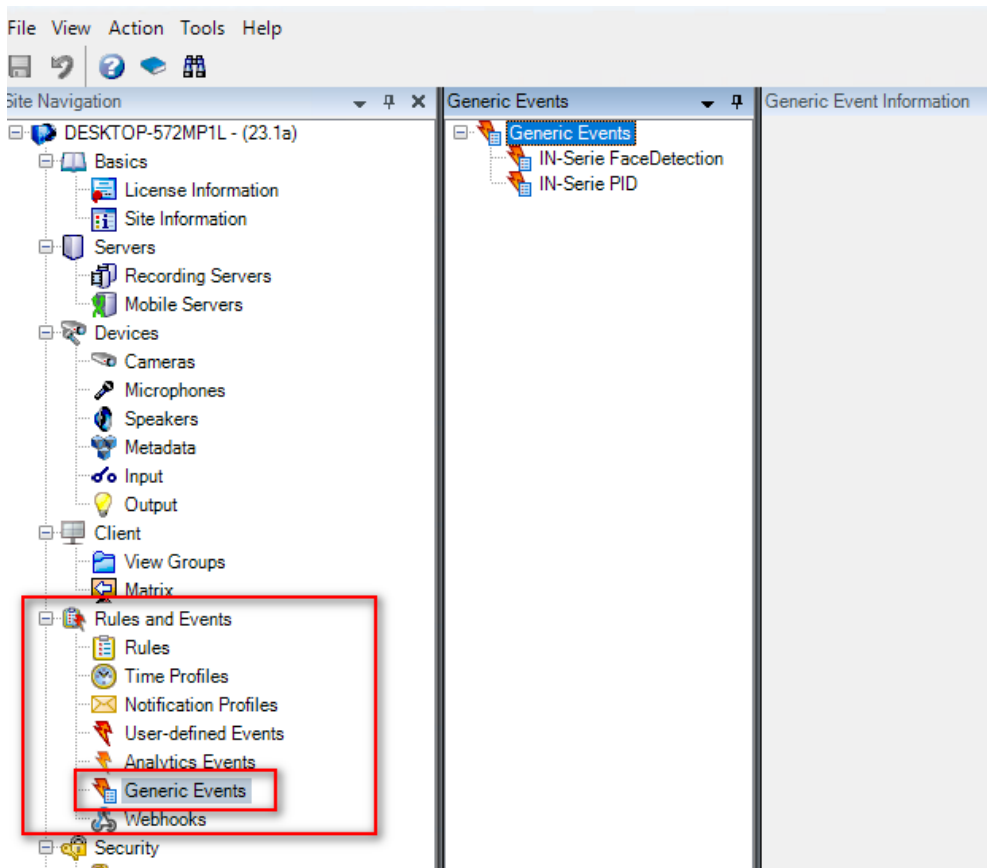 File View Action Tools Help
Site Navigation
DESKTOP-572MP1L - (23.1a)
Basics
License Information
Site Information
Servers
Recording Servers
Mobile Servers
Devices
Cameras
Microphones
Speakers
Metadata
Input
Output
Client
View Groups
Matrix
Rules and Events
Rules
Time Profiles
Notification Profiles
User-defined Events
Analytics Events
Generic Events
Webhooks
Security
Generic Events
Generic Events
IN-Serie FaceDetection
IN-Serie PID
Generic Event Information